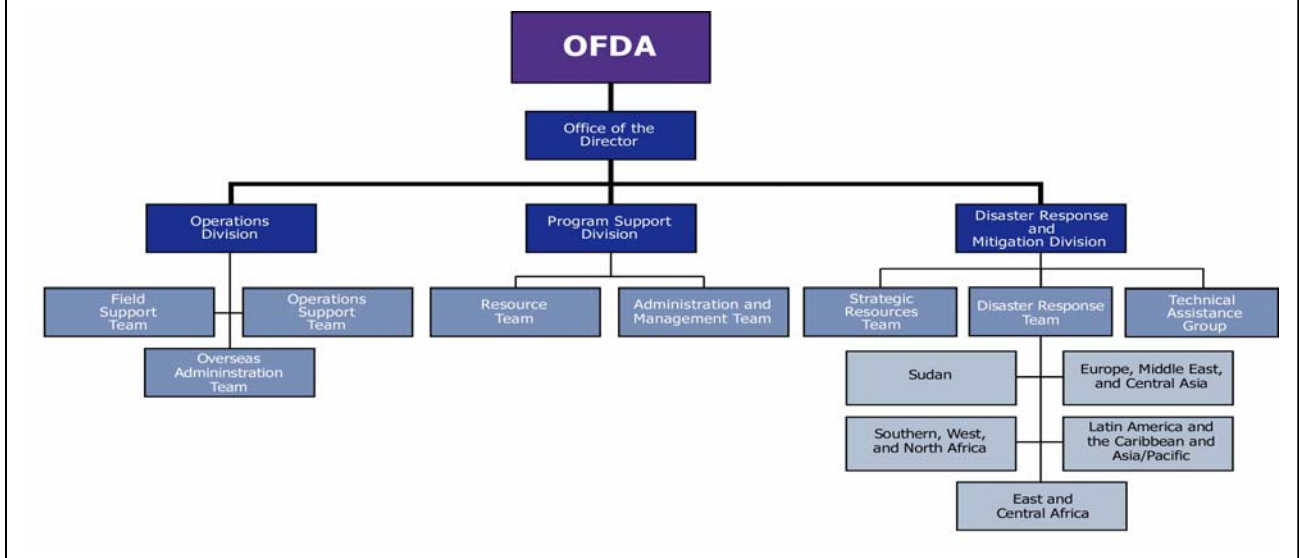 OFDA
Office of the
Director
Operations
Division
Program Support
Division
Disaster Response
and
Mitigation Division
Field
Support
Team
Operations
Support
Team
Overseas
Admininstration
Team
Resource
Team
Administration and
Management Team
Strategic
Resources
Team
Disaster Response
Team
Technical
Assistance
Group
Sudan
Europe, Middle East,
and Central Asia
Southern, West,
and North Africa
Latin America and
the Caribbean and
Asia/Pacific
East and
Central Africa